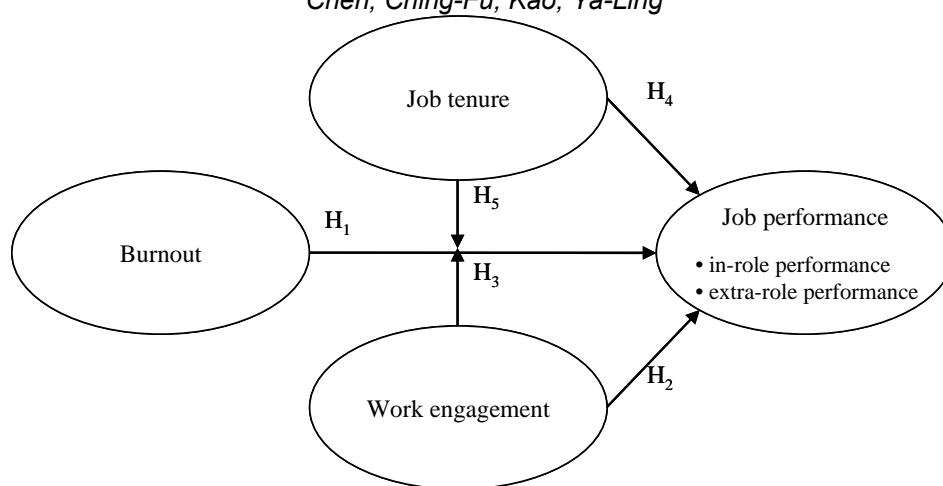 Chen, Ching-Fu; Kao, Ya-Ling
Job tenure
H4
H5
H1
Burnout
Job performance
• in-role performance
• extra-role performance
H3
Work engagement
H2